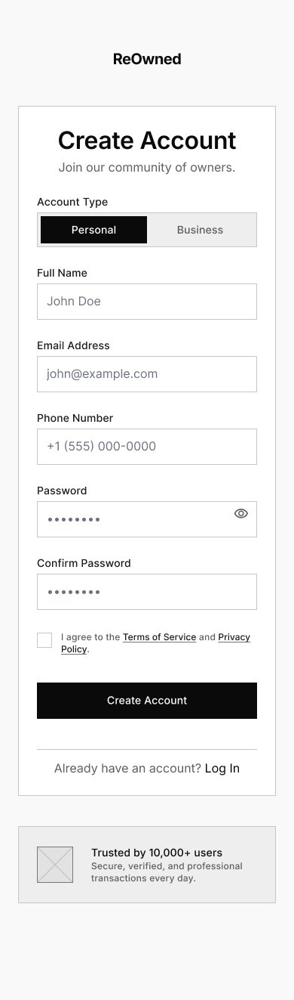 ReOwned
Create Account
Join our community of owners.
Account Type
Personal Business
Full Name
John Doe
Email Address
john@example.com
Phone Number
+1 (555) 000-0000
Password
••••••••
Confirm Password
••••••••
I agree to the Terms of Service and Privacy
Policy.
Create Account
Already have an account? Log In
Trusted by 10,000+ users
Secure, verified, and professional
transactions every day.